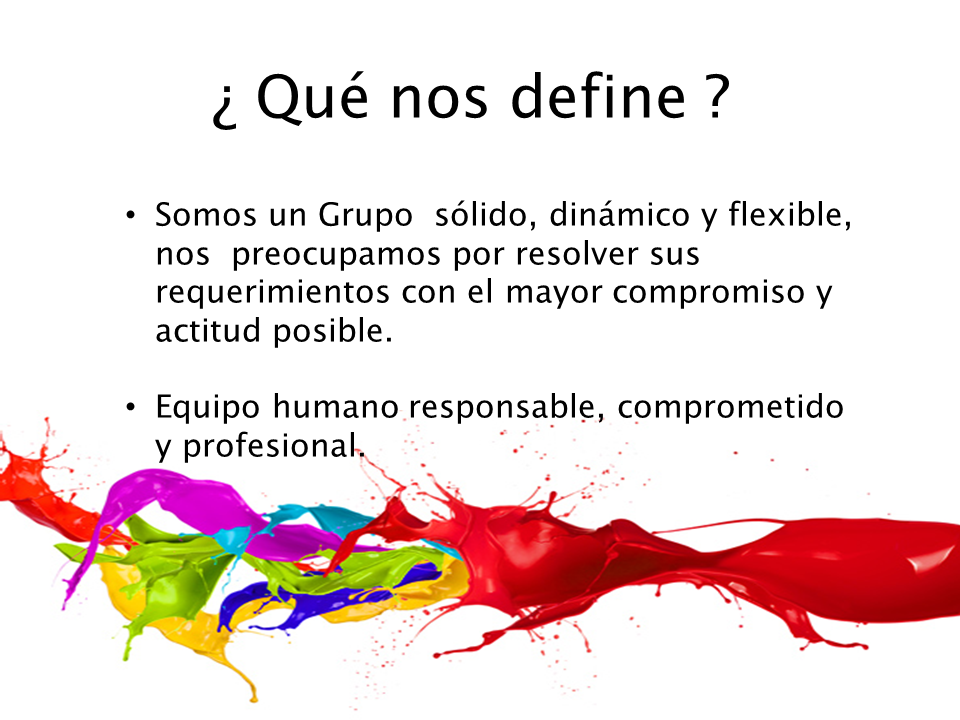 ¿ Qué nos define ?
• Somos un Grupo  sólido, dinámico y flexible,
nos  preocupamos por resolver sus
requerimientos con el mayor compromiso y
actitud posible.
• Equipo humano responsable, comprometido
y profesional.